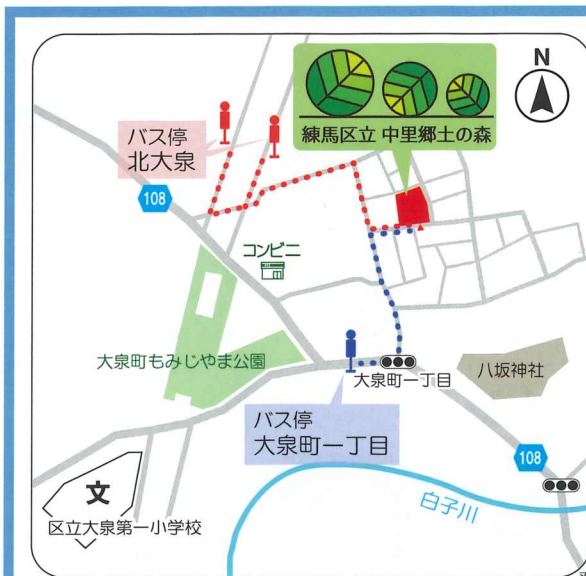 N
練馬区立 中里郷土の森
バス停
北大泉
108
コンビニ
大泉町もみじやま公園
大泉町一丁目
八坂神社
バス停
大泉町一丁目
108
文
白子川
区立大泉第一小学校